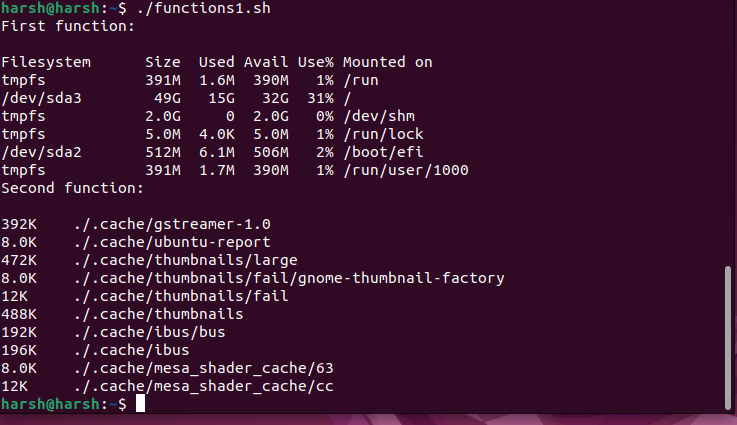 harsh@harsh:~$ ./functions1.sh
First function:
Filesystem      Size  Used Avail Use% Mounted on
tmpfs           391M  1.6M  390M   1% /run
/dev/sda3        49G   15G   32G  31% /
tmpfs           2.0G     0  2.0G   0% /dev/shm
tmpfs           5.0M  4.0K  5.0M   1% /run/lock
/dev/sda2       512M  6.1M  506M   2% /boot/efi
tmpfs           391M  1.7M  390M   1% /run/user/1000
Second function:
392K    ./.cache/gstreamer-1.0
8.0K    ./.cache/ubuntu-report
472K    ./.cache/thumbnails/large
8.0K    ./.cache/thumbnails/fail/gnome-thumbnail-factory
12K     ./.cache/thumbnails/fail
488K    ./.cache/thumbnails
192K    ./.cache/ibus/bus
196K    ./.cache/ibus
8.0K    ./.cache/mesa_shader_cache/63
12K     ./.cache/mesa_shader_cache/cc
harsh@harsh:~$